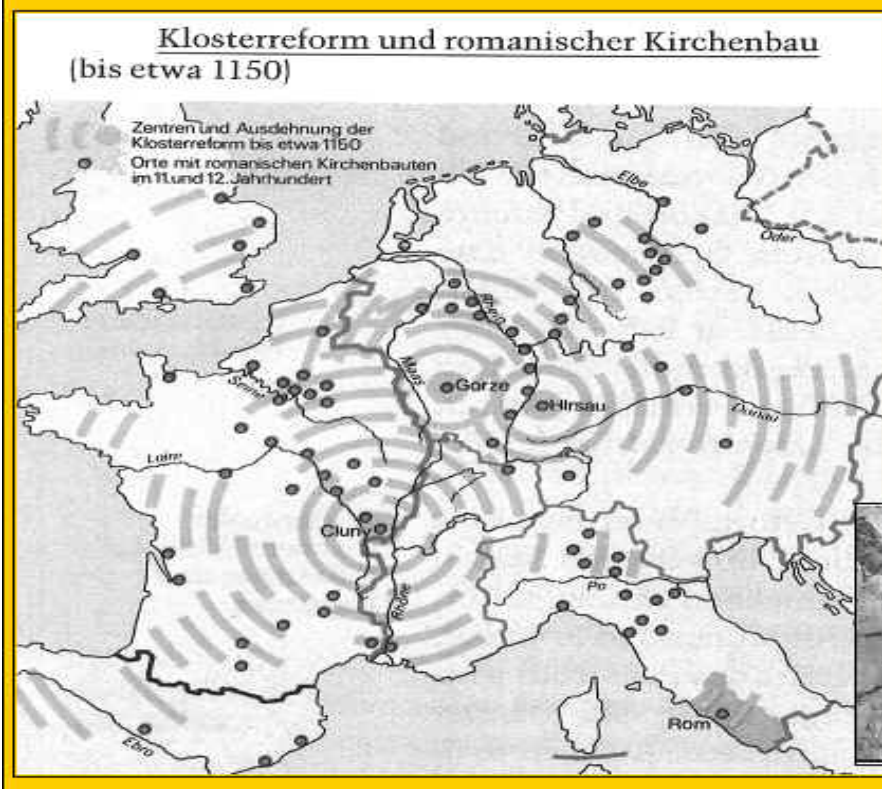 Klosterreform und romanischer Kirchenbau
(bis etwa 1150)
Zentren und Ausdehnung der
Klosterreform bis etwa 1150
Orte mit romanischen Kirchenbauten
im 11. und 12. Jahrhundert
Elbe
Oder
Rhein
Maas
Gorze
Seine
Hirsau
Donau
Loire
Cluny
Po
Rhône
Rom
Ebro